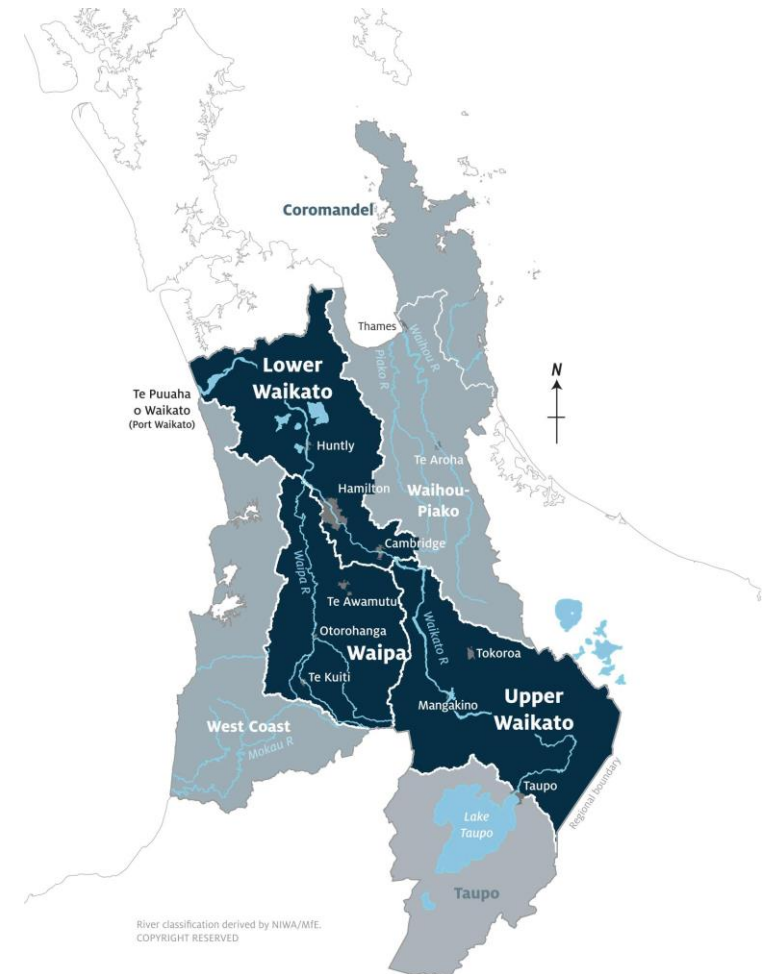 Coromandel
Thames
Waihou R
Piako R
Lower
Waikato
N
Te Puuaha
o Waikato
(Port Waikato)
Huntly
Te Aroha
Hamilton
Waihou-
Piako
Cambridge
Waipa R
Te Awamutu
Otorohanga
Waipa
Waikato R
Tokoroa
Te Kuiti
Mangakino
Upper
Waikato
West Coast
Mokau R
Taupo
Regional boundary
Lake
Taupo
Taupo
River classification derived by NIWA/MfE.
COPYRIGHT RESERVED